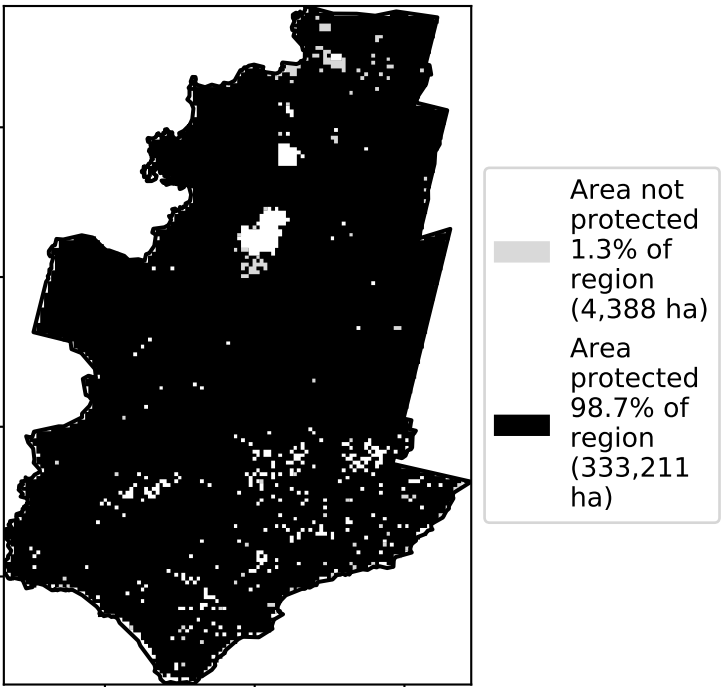 Area not
protected
1.3% of
region
(4,388 ha)
Area
protected
98.7% of
region
(333,211
ha)